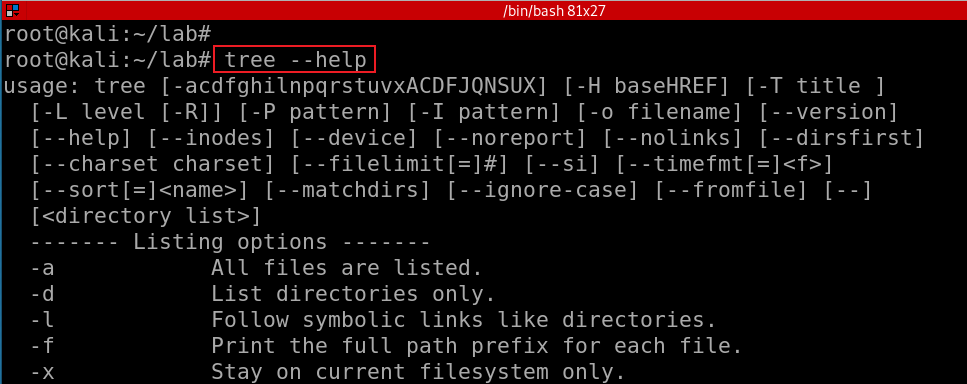 /bin/bash 81x27
root@kali:~/lab#
root@kali:~/lab# tree --help
usage: tree [-acdfghilnpqrstuvxACDFJQNSUX] [-H baseHREF] [-T title ]
  [-L level [-R]] [-P pattern] [-I pattern] [-o filename] [--version]
  [--help] [--inodes] [--device] [--noreport] [--nolinks] [--dirsfirst]
  [--charset charset] [--filelimit[=]#] [--si] [--timefmt[=]<f>]
  [--sort[=]<name>] [--matchdirs] [--ignore-case] [--fromfile] [--]
  [<directory list>]
  ------- Listing options -------
  -a            All files are listed.
  -d            List directories only.
  -l            Follow symbolic links like directories.
  -f            Print the full path prefix for each file.
  -x            Stay on current filesystem only.